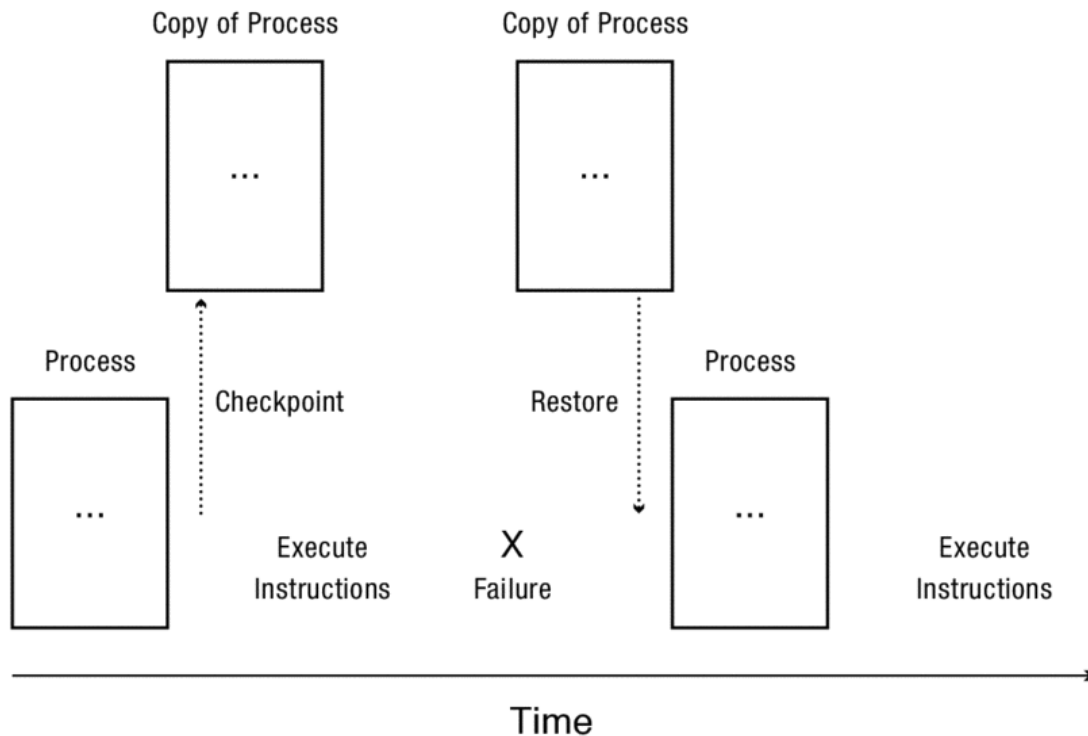 Copy of Process
Copy of Process
...
...
Process
Process
Checkpoint
Restore
...
...
Execute
Instructions
X
Failure
Execute
Instructions
Time